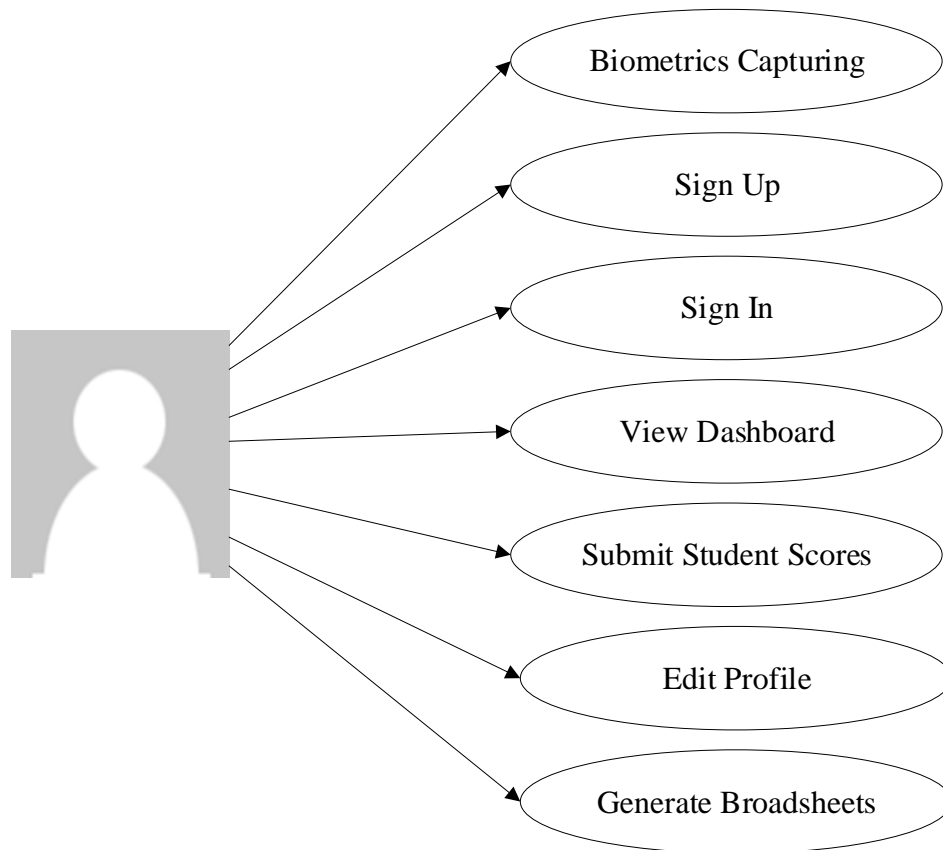 Biometrics Capturing
Sign Up
Sign In
View Dashboard
Submit Student Scores
Edit Profile
Generate Broadsheets